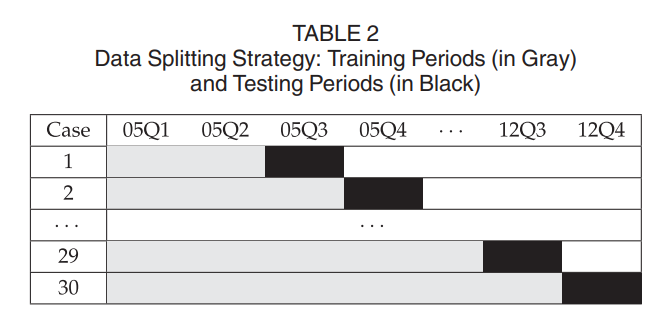 TABLE 2
Data Splitting Strategy: Training Periods (in Gray)
and Testing Periods (in Black)
Case 05Q1 05Q2 05Q3 05Q4 · · · 12Q3 12Q4
1
2
· · · · · ·
29
30